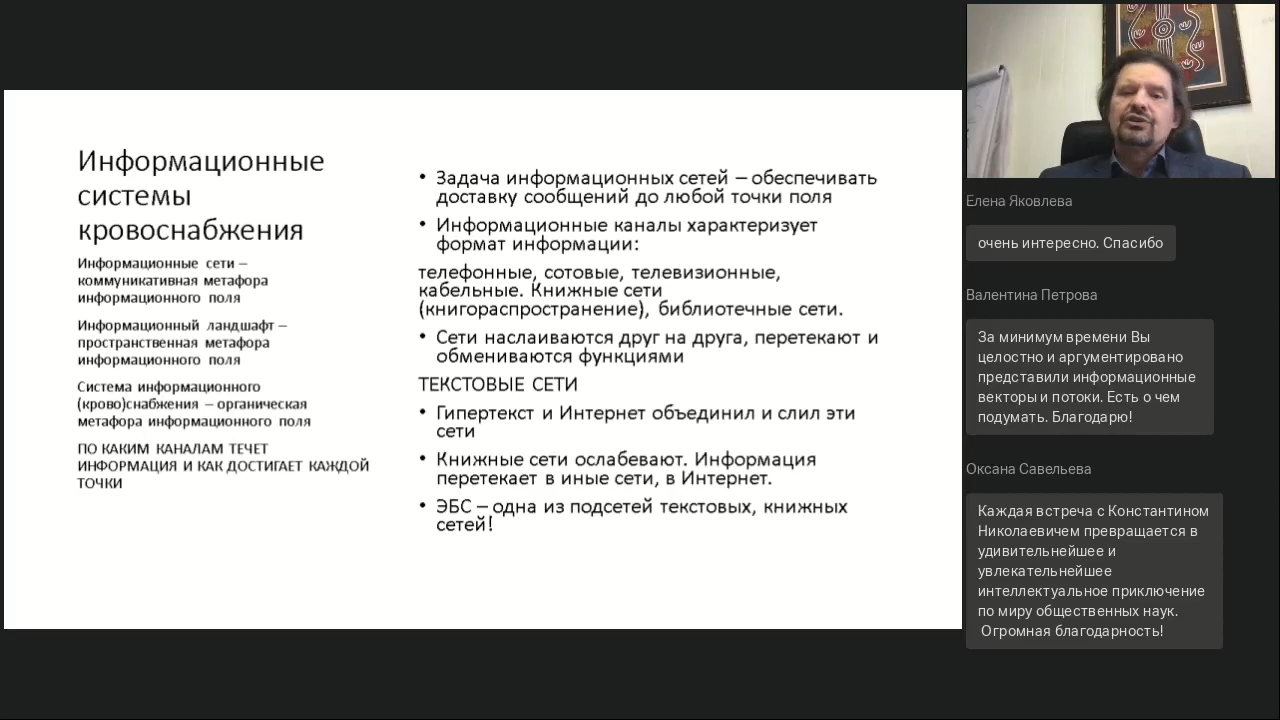 Информационные
системы
кровоснабжения
Информационные сети –
коммуникативная метафора
информационного поля
Информационный ландшафт –
пространственная метафора
информационного поля
Система информационного
(крово)снабжения – органическая
метафора информационного поля
ПО КАКИМ КАНАЛАМ ТЕЧЕТ
ИНФОРМАЦИЯ И КАК ДОСТИГАЕТ КАЖДОЙ
ТОЧКИ
• Задача информационных сетей – обеспечивать
доставку сообщений до любой точки поля
• Информационные каналы характеризует
формат информации:
телефонные, сотовые, телевизионные,
кабельные. Книжные сети
(книгораспространение), библиотечные сети.
• Сети наслаиваются друг на друга, перетекают и
обмениваются функциями
ТЕКСТОВЫЕ СЕТИ
• Гипертекст и Интернет объединил и слил эти
сети
• Книжные сети ослабевают. Информация
перетекает в иные сети, в Интернет.
• ЭБС – одна из подсетей текстовых, книжных
сетей!
Елена Яковлева
очень интересно. Спасибо
Валентина Петрова
За минимум времени Вы
целостно и аргументировано
представили информационные
векторы и потоки. Есть о чем
подумать. Благодарю!
Оксана Савельева
Каждая встреча с Константином
Николаевичем превращается в
удивительнейшее и
увлекательнейшее
интеллектуальное приключение
по миру общественных наук.
Огромная благодарность!